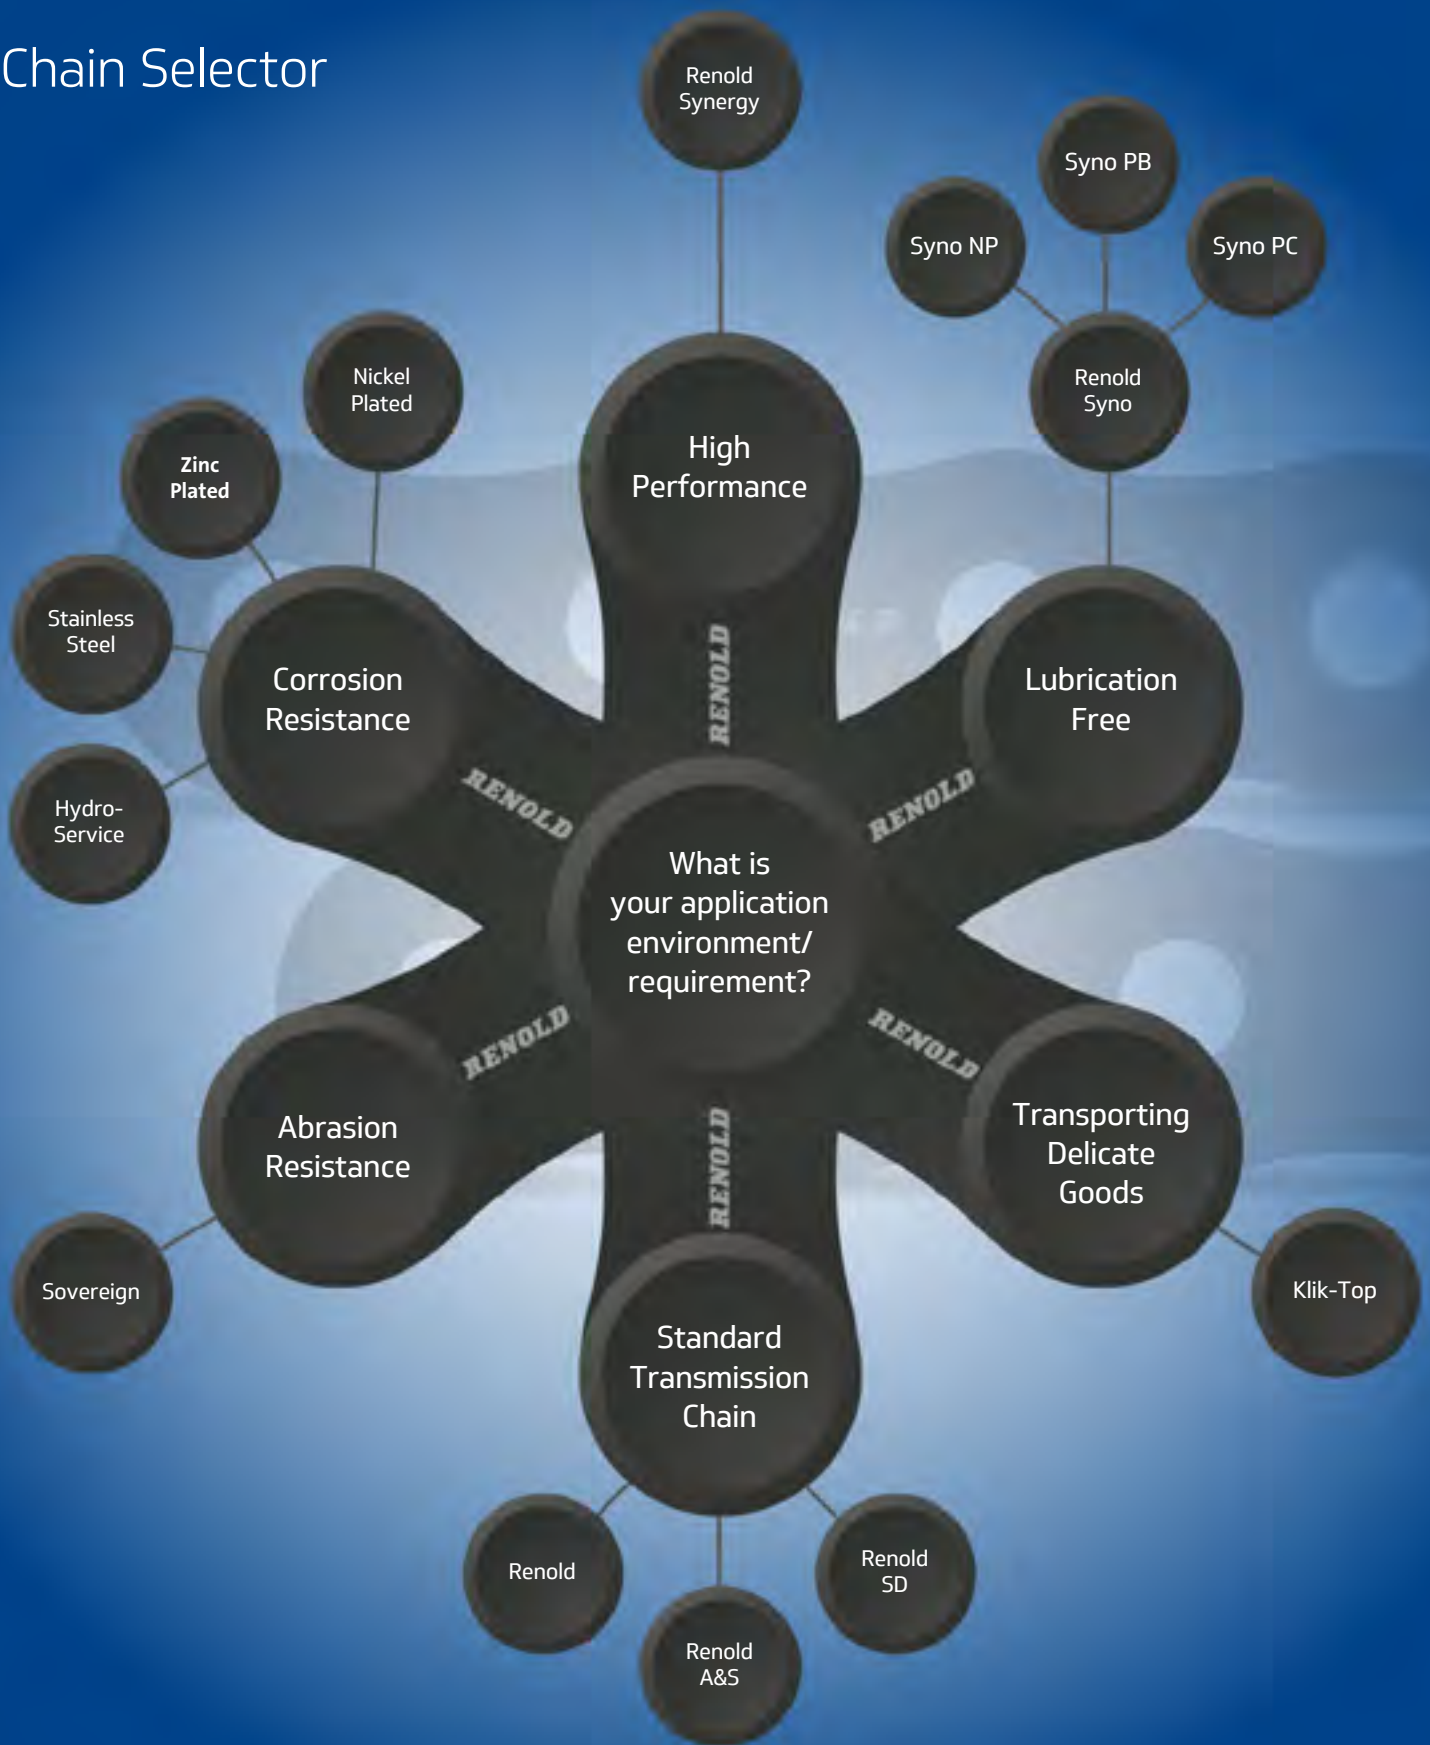 Chain Selector
Renold
Synergy
Syno PB
Syno NP
Syno PC
Renold
Syno
Nickel
Plated
Zinc
Plated
Stainless
Steel
Hydro-
Service
High
Performance
Corrosion
Resistance
Lubrication
Free
RENOLD
RENOLD
RENOLD
What is
your application
environment/
requirement?
RENOLD
RENOLD
RENOLD
Abrasion
Resistance
Transporting
Delicate
Goods
Sovereign
Klik-Top
Standard
Transmission
Chain
Renold
Renold
SD
Renold
A&S